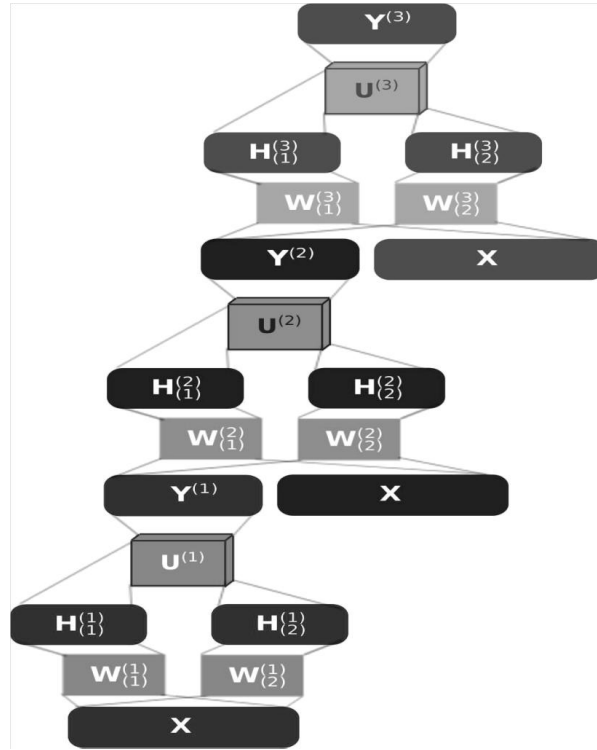 Y(3)
U(3)
H(3)(1) H(3)(2)
W(3)(1) W(3)(2)
Y(2) X
U(2)
H(2)(1) H(2)(2)
W(2)(1) W(2)(2)
Y(1) X
U(1)
H(1)(1) H(1)(2)
W(1)(1) W(1)(2)
X